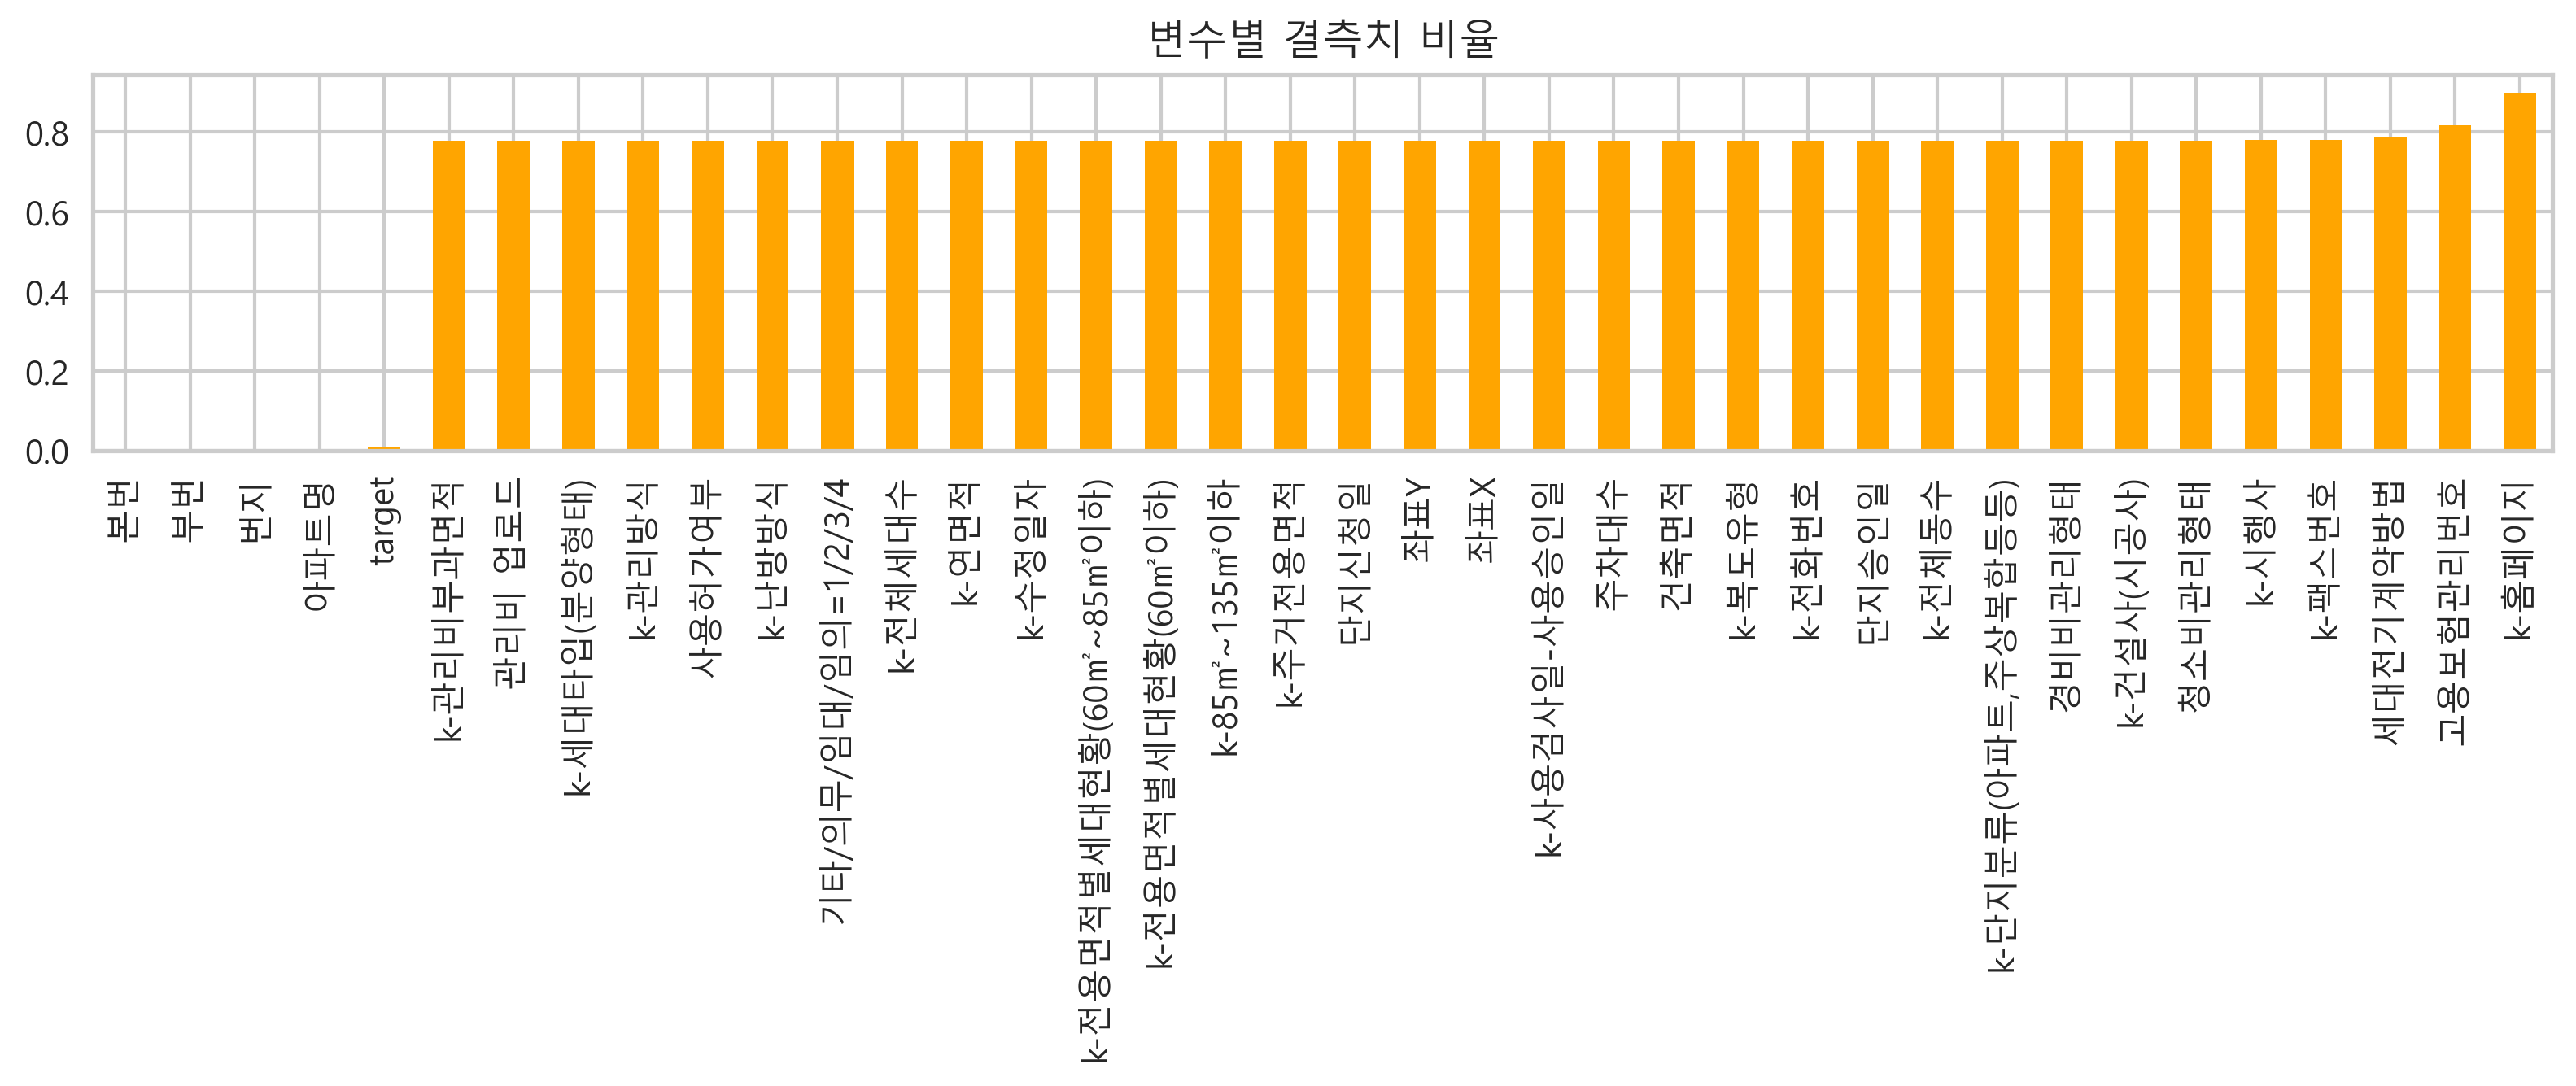 변수별 결측치 비율
0.8
0.6
0.4
0.2
0.0
본번
부번
번지
아파트명
target
k-관리비부과면적
관리비 업로드
k-세대타입(분양형태)
k-관리방식
사용허가여부
k-난방방식
기타/의무/임대/임의=1/2/3/4
k-전체세대수
k-연면적
k-수정일자
k-전용면적별세대현황(60㎡~85㎡이하)
k-전용면적별세대현황(60㎡이하)
k-85㎡~135㎡이하
k-주거전용면적
단지신청일
좌표Y
좌표X
k-사용검사일-사용승인일
주차대수
건축면적
k-복도유형
k-전화번호
단지승인일
k-전체동수
k-단지분류(아파트,주상복합등등)
경비비관리형태
k-건설사(시공사)
청소비관리형태
k-시행사
k-팩스번호
세대전기계약방법
고용보험관리번호
k-홈페이지